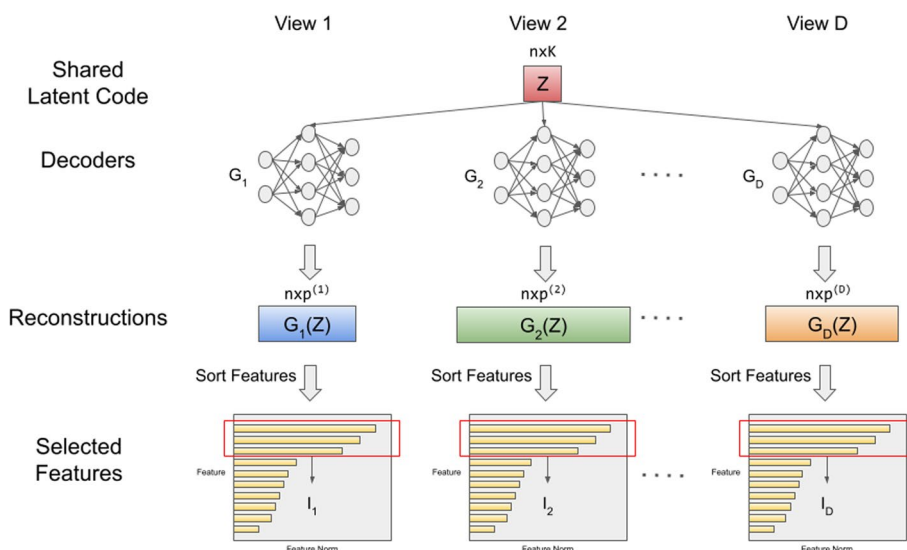 View 1
View 2
View D
Shared
Latent Code
nxK
Z
Decoders
G1
G2
. . . .
GD
Reconstructions
nxp(1)
G1(Z)
nxp(2)
G2(Z)
. . . .
nxp(D)
GD(Z)
Sort Features
Sort Features
Sort Features
Selected
Features
Feature
I1
Feature Norm
Feature
I2
Feature Norm
. . . .
Feature
ID
Feature Norm